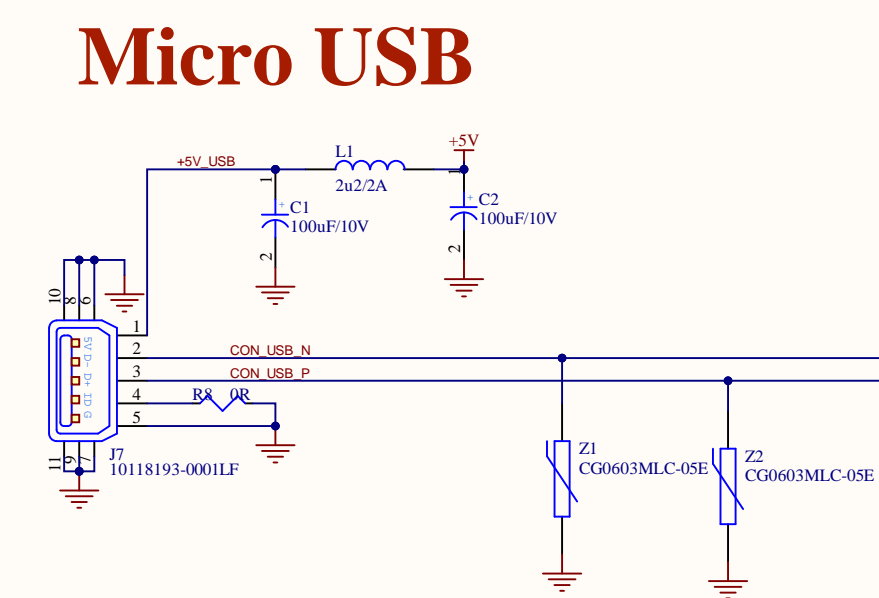 Micro USB
+5V
+5V_USB
L1
2u2/2A
1
1
C1
100uF/10V
C2
100uF/10V
2
2
10
8
6
1
5V D- D+ ID G
2
CON_USB_N
3
CON_USB_P
4
R8 0R
5
11
9
7
J7
10118193-0001LF
Z1
CG0603MLC-05E
Z2
CG0603MLC-05E